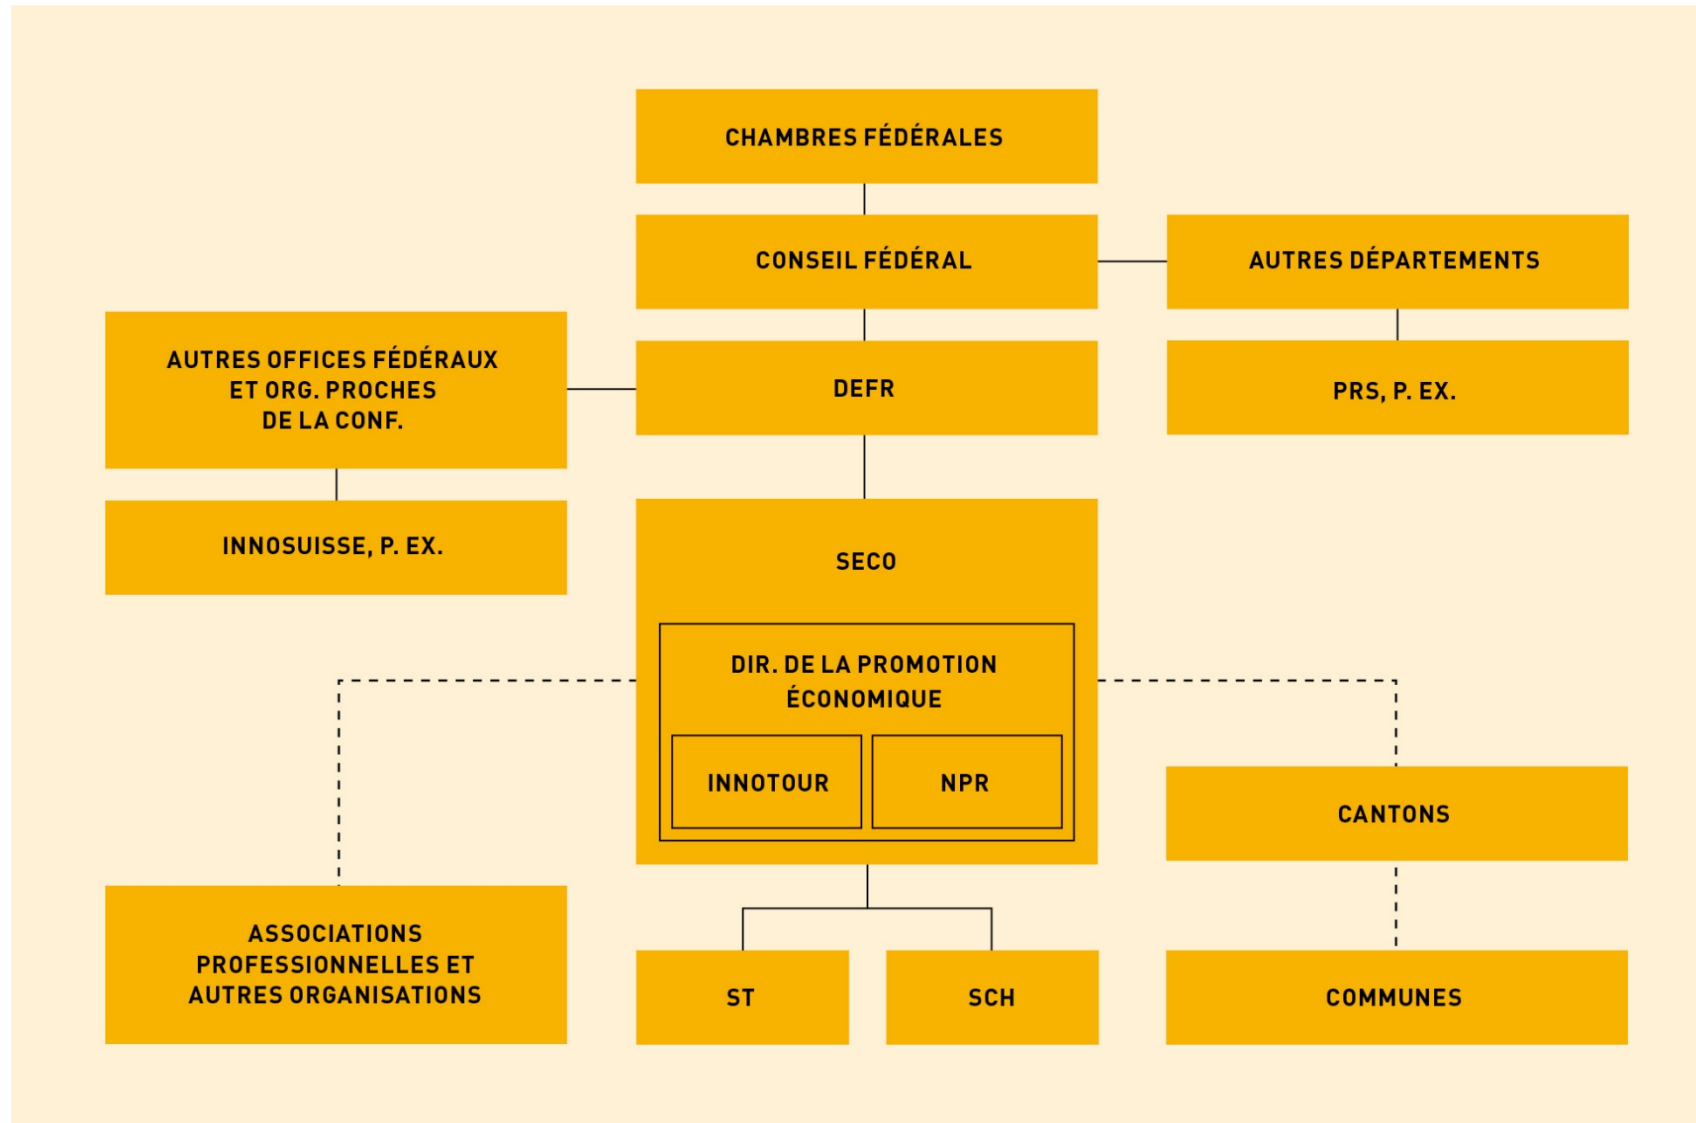 CHAMBRES FÉDÉRALES
CONSEIL FÉDÉRAL
AUTRES DÉPARTEMENTS
AUTRES OFFICES FÉDÉRAUX
ET ORG. PROCHES
DE LA CONF.
DEFR
PRS, P. EX.
INNOSUISSE, P. EX.
SECO
DIR. DE LA PROMOTION
ÉCONOMIQUE
INNOTOUR
NPR
CANTONS
ASSOCIATIONS
PROFESSIONNELLES ET
AUTRES ORGANISATIONS
ST
SCH
COMMUNES